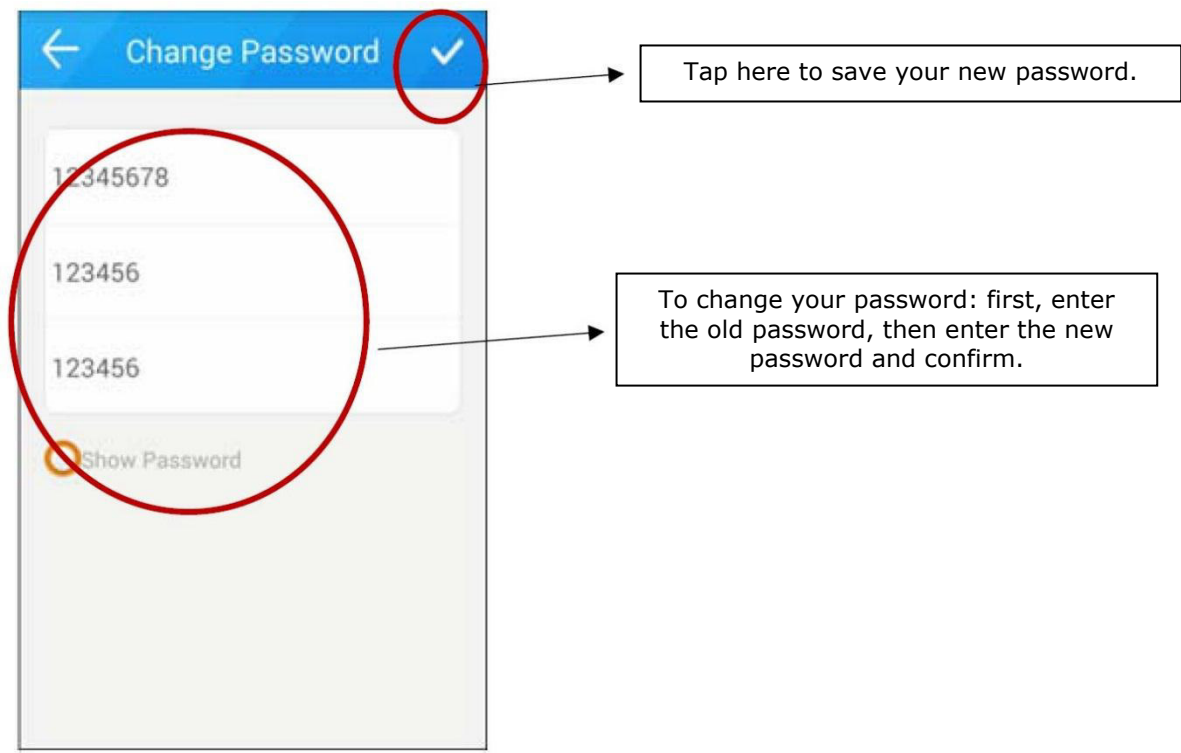 Change Password
Tap here to save your new password.
12345678
123456
To change your password: first, enter
the old password, then enter the new
password and confirm.
123456
Show Password